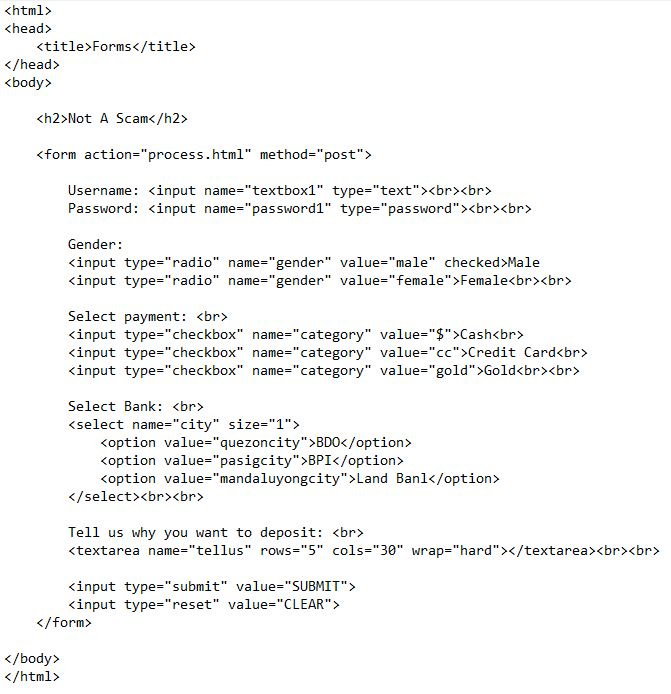 <html>
<head>
    <title>Forms</title>
</head>
<body>

    <h2>Not A Scam</h2>

    <form action="process.html" method="post">

        Username: <input name="textbox1" type="text"><br><br>
        Password: <input name="password1" type="password"><br><br>

        Gender:
        <input type="radio" name="gender" value="male" checked>Male
        <input type="radio" name="gender" value="female">Female<br><br>

        Select payment: <br>
        <input type="checkbox" name="category" value="$">Cash<br>
        <input type="checkbox" name="category" value="cc">Credit Card<br>
        <input type="checkbox" name="category" value="gold">Gold<br><br>

        Select Bank: <br>
        <select name="city" size="1">
            <option value="quezoncity">BDO</option>
            <option value="pasigcity">BPI</option>
            <option value="mandaluyongcity">Land Banl</option>
        </select><br><br>

        Tell us why you want to deposit: <br>
        <textarea name="tellus" rows="5" cols="30" wrap="hard"></textarea><br><br>

        <input type="submit" value="SUBMIT">
        <input type="reset" value="CLEAR">
    </form>

</body>
</html>